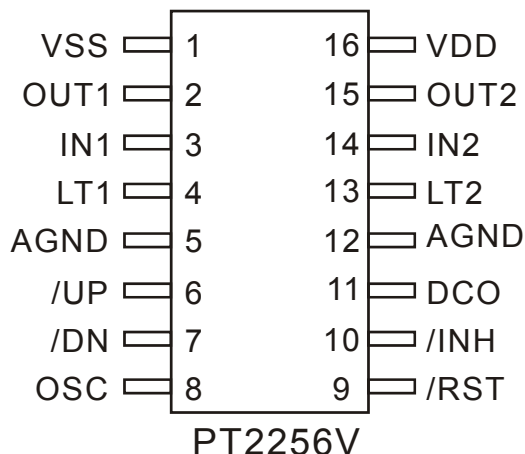 VSS 1 16 VDD
OUT1 2 15 OUT2
IN1 3 14 IN2
LT1 4 13 LT2
AGND 5 12 AGND
/UP 6 11 DCO
/DN 7 10 /INH
OSC 8 9 /RST
PT2256V